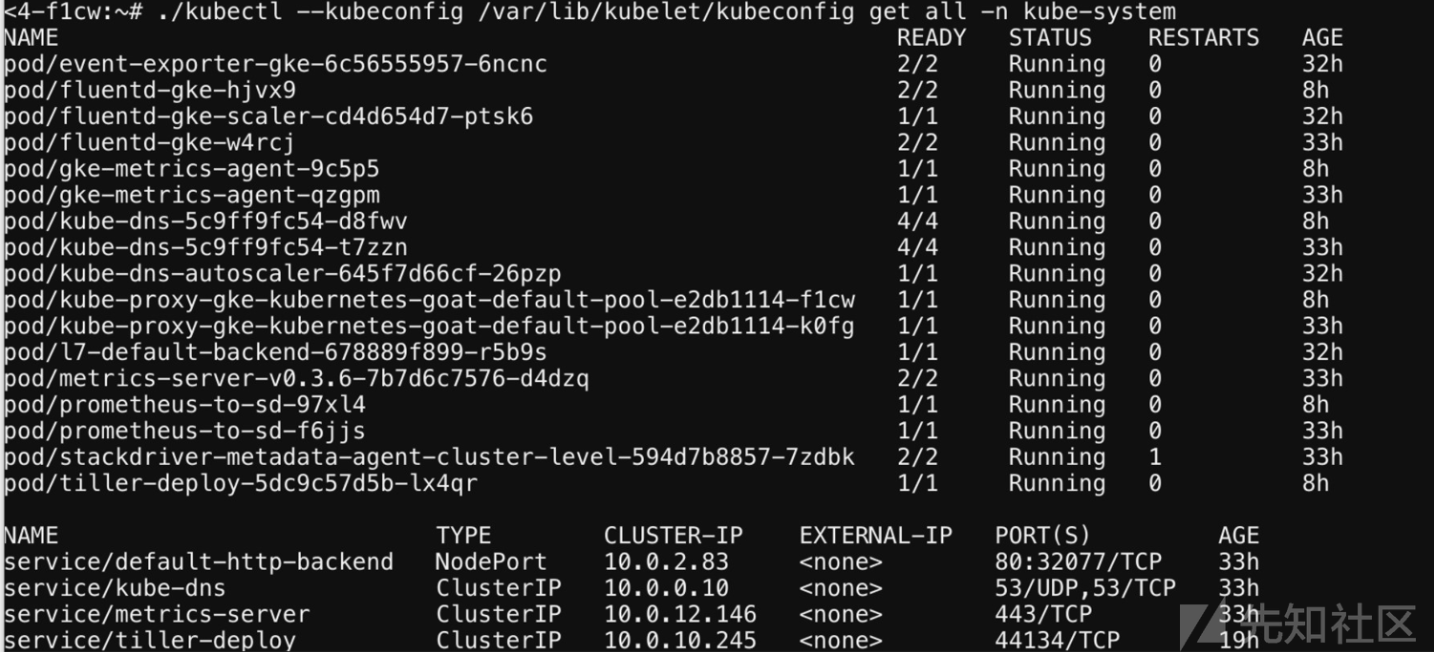 <4-f1cw:~# ./kubectl --kubeconfig /var/lib/kubelet/kubeconfig get all -n kube-system
NAME READY STATUS RESTARTS AGE
pod/event-exporter-gke-6c56555957-6ncnc 2/2 Running 0 32h
pod/fluentd-gke-hjvx9 2/2 Running 0 8h
pod/fluentd-gke-scaler-cd4d654d7-ptsk6 1/1 Running 0 32h
pod/fluentd-gke-w4rcj 2/2 Running 0 33h
pod/gke-metrics-agent-9c5p5 1/1 Running 0 8h
pod/gke-metrics-agent-qzgpm 1/1 Running 0 33h
pod/kube-dns-5c9ff9fc54-d8fwv 4/4 Running 0 8h
pod/kube-dns-5c9ff9fc54-t7zzn 4/4 Running 0 33h
pod/kube-dns-autoscaler-645f7d66cf-26pzp 1/1 Running 0 32h
pod/kube-proxy-gke-kubernetes-goat-default-pool-e2db1114-f1cw 1/1 Running 0 8h
pod/kube-proxy-gke-kubernetes-goat-default-pool-e2db1114-k0fg 1/1 Running 0 33h
pod/l7-default-backend-678889f899-r5b9s 1/1 Running 0 32h
pod/metrics-server-v0.3.6-7b7d6c7576-d4dzq 2/2 Running 0 33h
pod/prometheus-to-sd-97xl4 1/1 Running 0 8h
pod/prometheus-to-sd-f6jjs 1/1 Running 0 33h
pod/stackdriver-metadata-agent-cluster-level-594d7b8857-7zdbk 2/2 Running 1 33h
pod/tiller-deploy-5dc9c57d5b-lx4qr 1/1 Running 0 8h
NAME TYPE CLUSTER-IP EXTERNAL-IP PORT(S) AGE
service/default-http-backend NodePort 10.0.2.83 <none> 80:32077/TCP 33h
service/kube-dns ClusterIP 10.0.0.10 <none> 53/UDP,53/TCP 33h
service/metrics-server ClusterIP 10.0.12.146 <none> 443/TCP 33h
service/tiller-deploy ClusterIP 10.0.10.245 <none> 44134/TCP 19h
先知社区